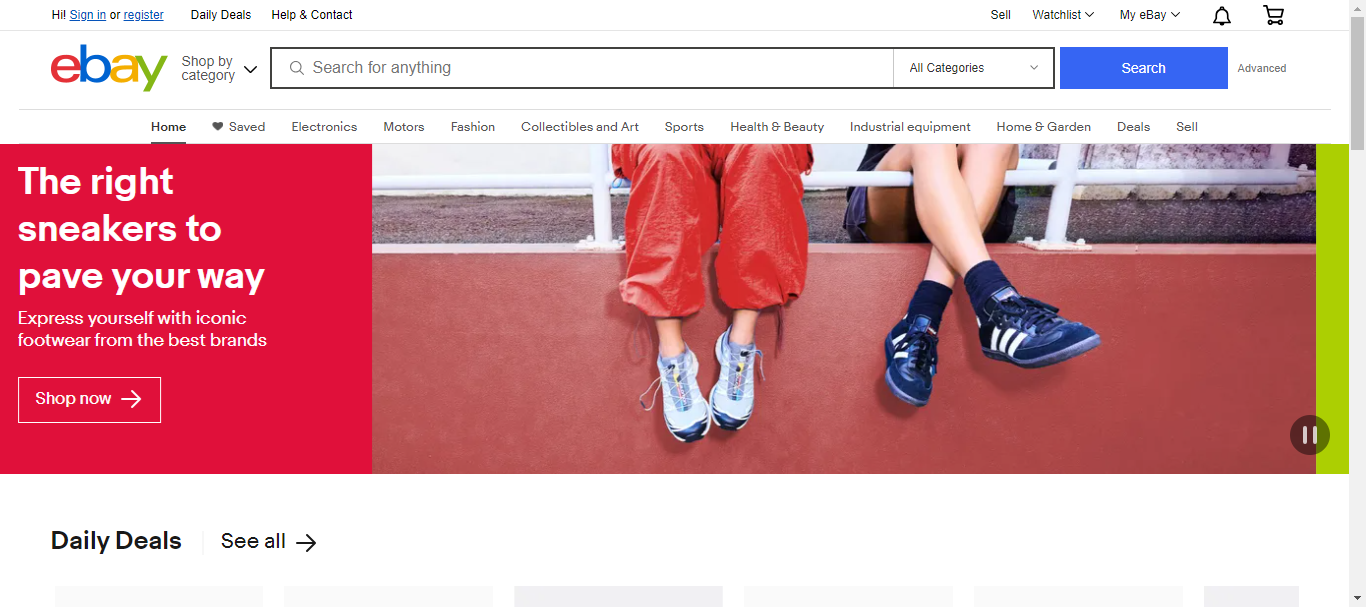 Hi! Sign in or register Daily Deals Help & Contact Sell Watchlist My eBay
ebay Shop by category Search for anything All Categories Search Advanced
Home Saved Electronics Motors Fashion Collectibles and Art Sports Health & Beauty Industrial equipment Home & Garden Deals Sell
The right
sneakers to
pave your way
Express yourself with iconic
footwear from the best brands
Shop now
Daily Deals See all